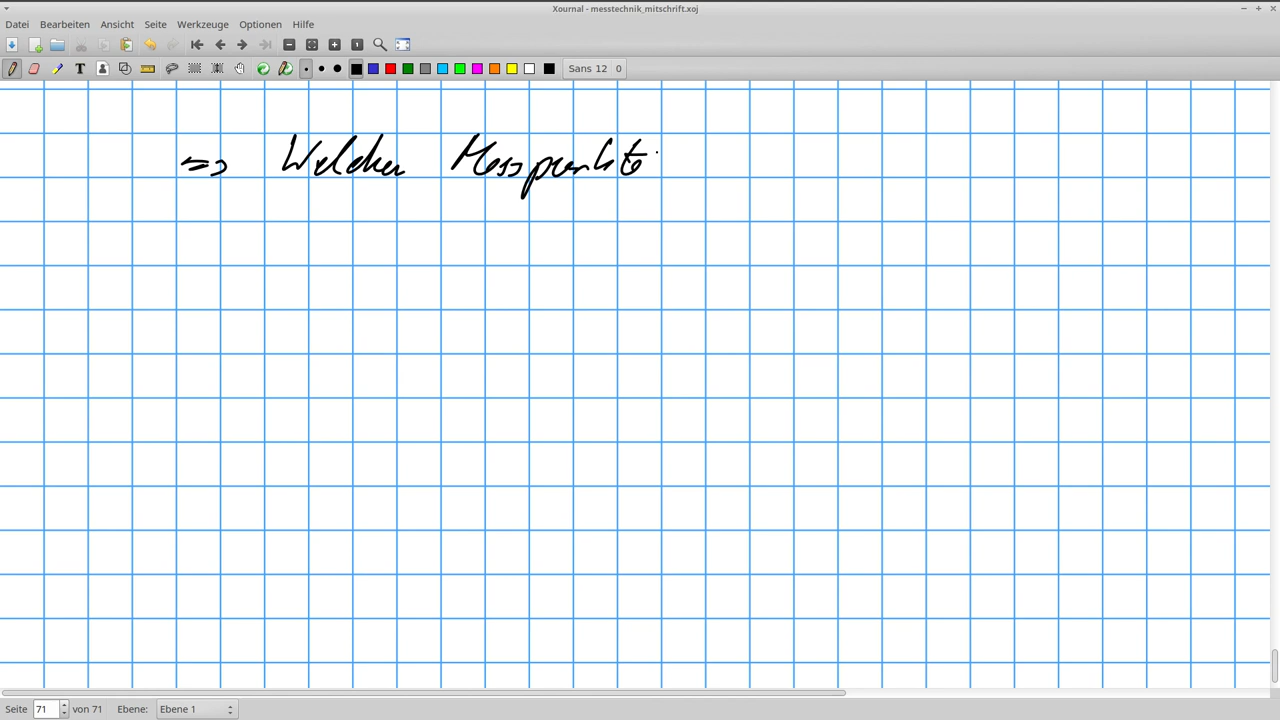 Xournal - messtechnik_mitschrift.xoj
Datei Bearbeiten Ansicht Seite Werkzeuge Optionen Hilfe
Sans 12 0
=> Welchen Messpunkte
Seite 71 von 71 Ebene: Ebene 1